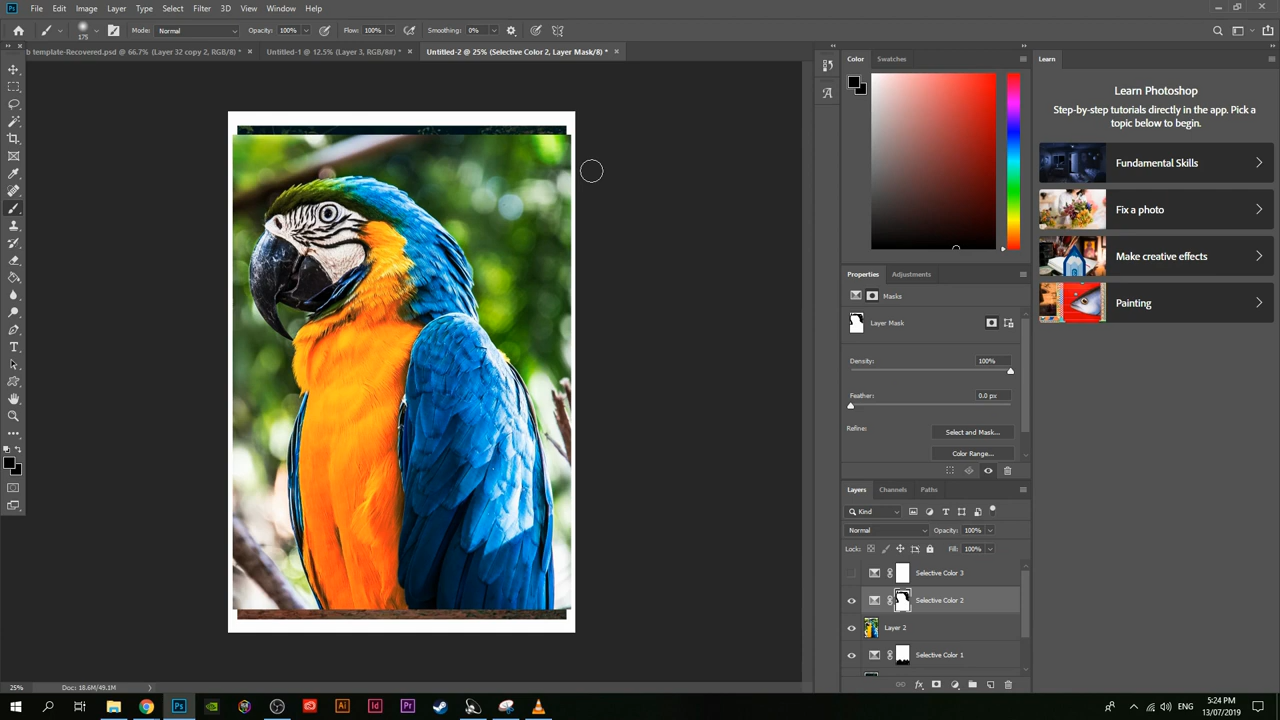 Ps File Edit Image Layer Type Select Filter 3D View Window Help
175 Mode: Normal Opacity: 100% Flow: 100% Smoothing: 0%
b template-Recovered.psd @ 66.7% (Layer 32 copy 2, RGB/8) * × Untitled-1 @ 12.5% (Layer 3, RGB/8#) * × Untitled-2 @ 25% (Selective Color 2, Layer Mask/8) * ×
Color Swatches
Learn
Learn Photoshop
Step-by-step tutorials directly in the app. Pick a
topic below to begin.
Fundamental Skills
Fix a photo
Make creative effects
Painting
Properties Adjustments
Masks
Layer Mask
Density: 100%
Feather: 0.0 px
Refine: Select and Mask...
Color Range...
Layers Channels Paths
Kind
Normal Opacity: 100%
Lock: Fill: 100%
Selective Color 3
Selective Color 2
Layer 2
Selective Color 1
25% Doc: 18.6M/49.1M
Ps Ai Id Pr
ENG
5:24 PM
13/07/2019